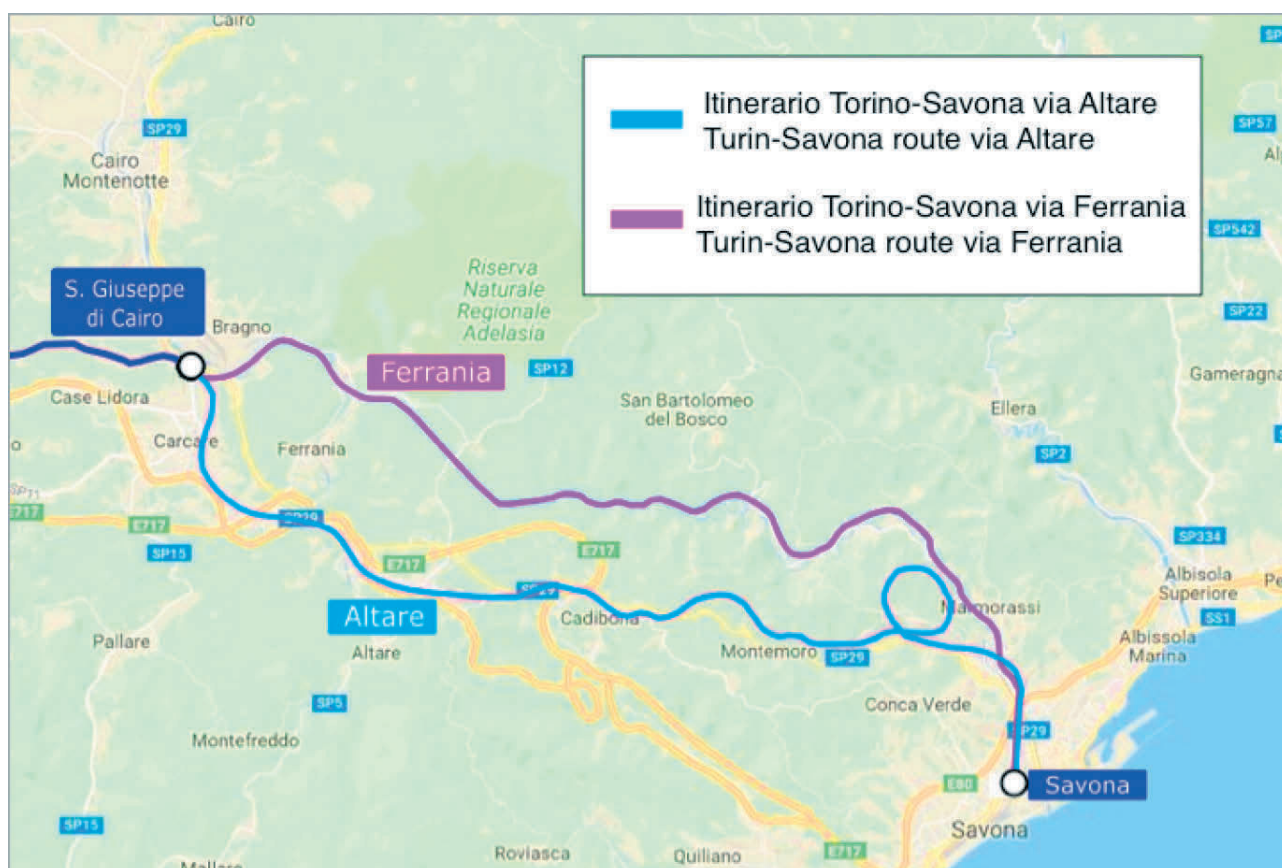 Cairo
SP29
Cairo
Montenotte
Itinerario Torino-Savona via Altare
Turin-Savona route via Altare
Itinerario Torino-Savona via Ferrania
Turin-Savona route via Ferrania
SP57
SP542
SP22
Riserva
Naturale
Regionale
Adelasia
S. Giuseppe
di Cairo
Bragno
Ferrania
SP12
Gameragna
Case Lidora
San Bartolomeo
del Bosco
Ellera
Carcare
Ferrania
SP2
E717
E717
SP29
SP15
E717
E717
SP334
SP29
Albisola
Superiore
Altare
Cadibona
Marmorassi
SS1
Pallare
Altare
Montemoro
SP29
Albissola
Marina
SP5
Conca Verde
Montefreddo
SP29
E80
Savona
SP15
Savona
Roviasca
Quiliano
E717